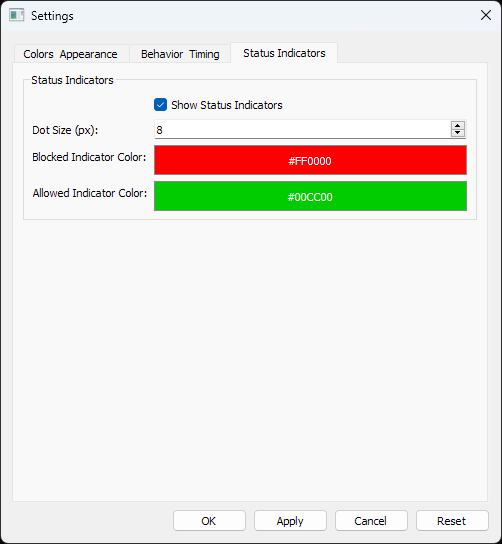 Settings
Colors  Appearance
Behavior  Timing
Status Indicators
Status Indicators
Show Status Indicators
Dot Size (px):
8
Blocked Indicator Color:
#FF0000
Allowed Indicator Color:
#00CC00
OK
Apply
Cancel
Reset